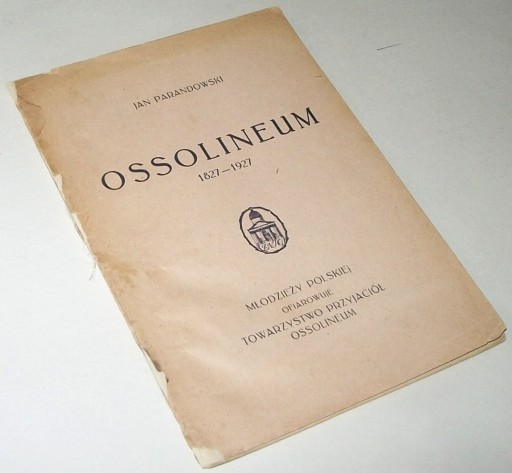 JAN PARANDOWSKI
OSSOLINEUM
1827—1927
MŁODZIEŻY POLSKIEJ
OFIAROWUJE
TOWARZYSTWO PRZYJACIÓŁ
OSSOLINEUM